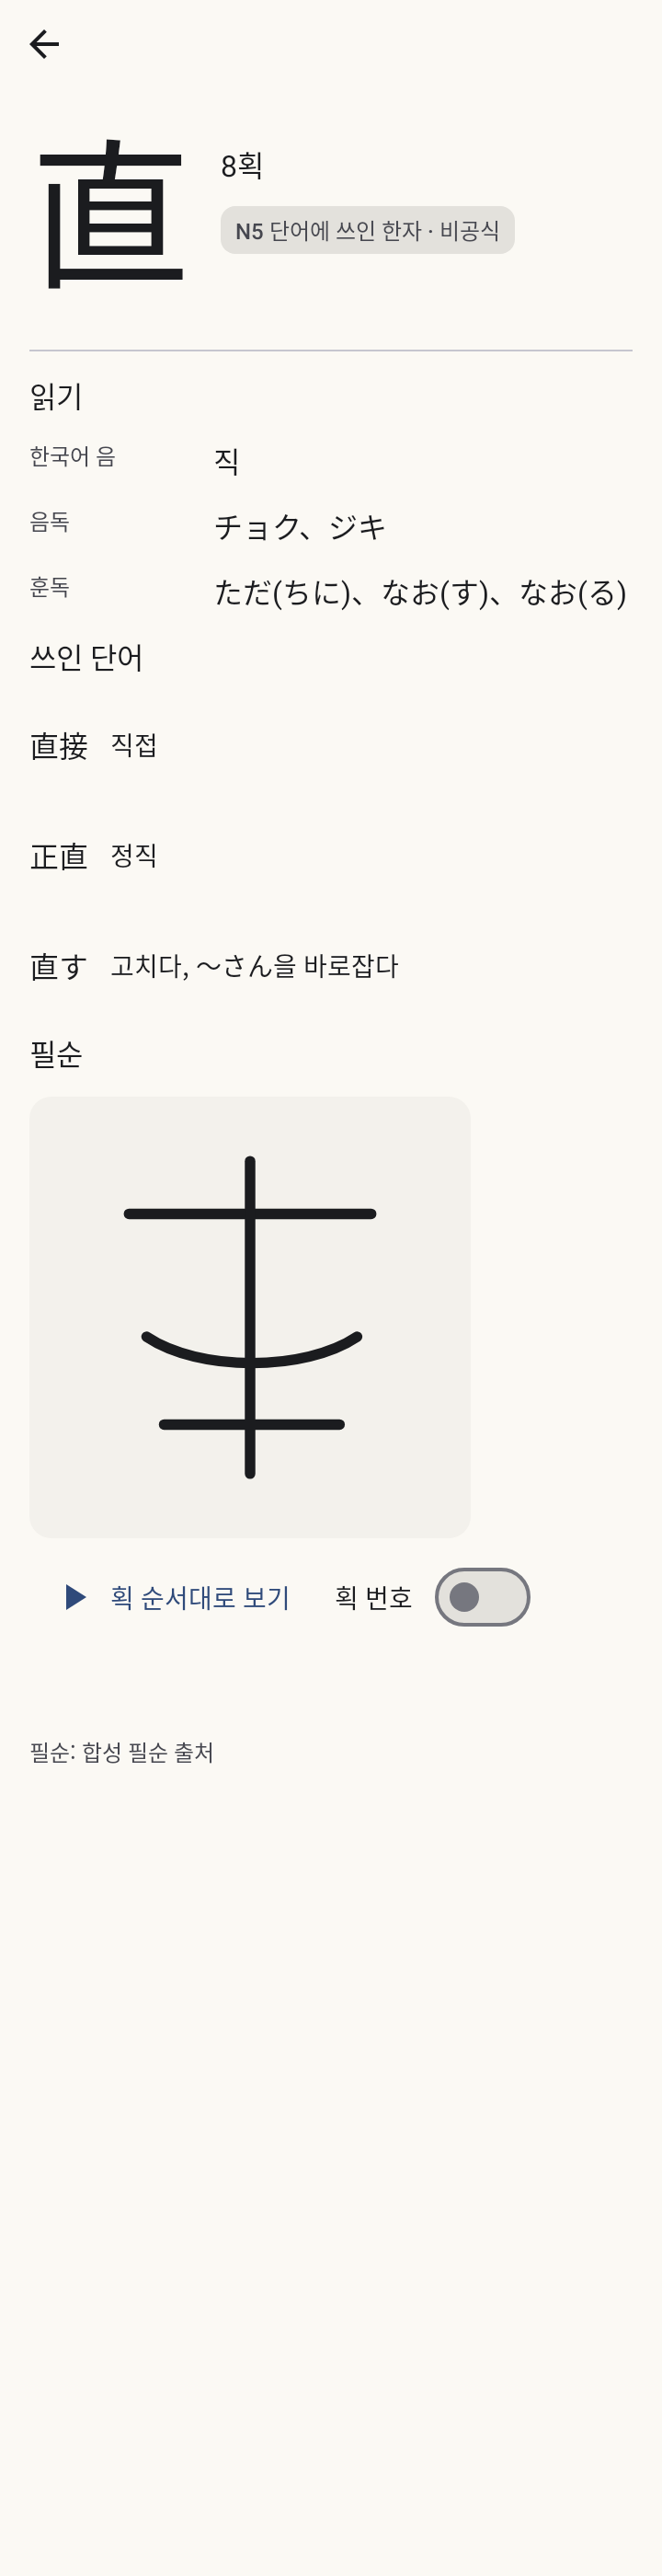 直
8획
N5 단어에 쓰인 한자 · 비공식
읽기
한국어 음 직
음독 チョク、ジキ
훈독 ただ(ちに)、なお(す)、なお(る)
쓰인 단어
直接 직접
正直 정직
直す 고치다, 〜さん을 바로잡다
필순
획 순서대로 보기 획 번호
필순: 합성 필순 출처